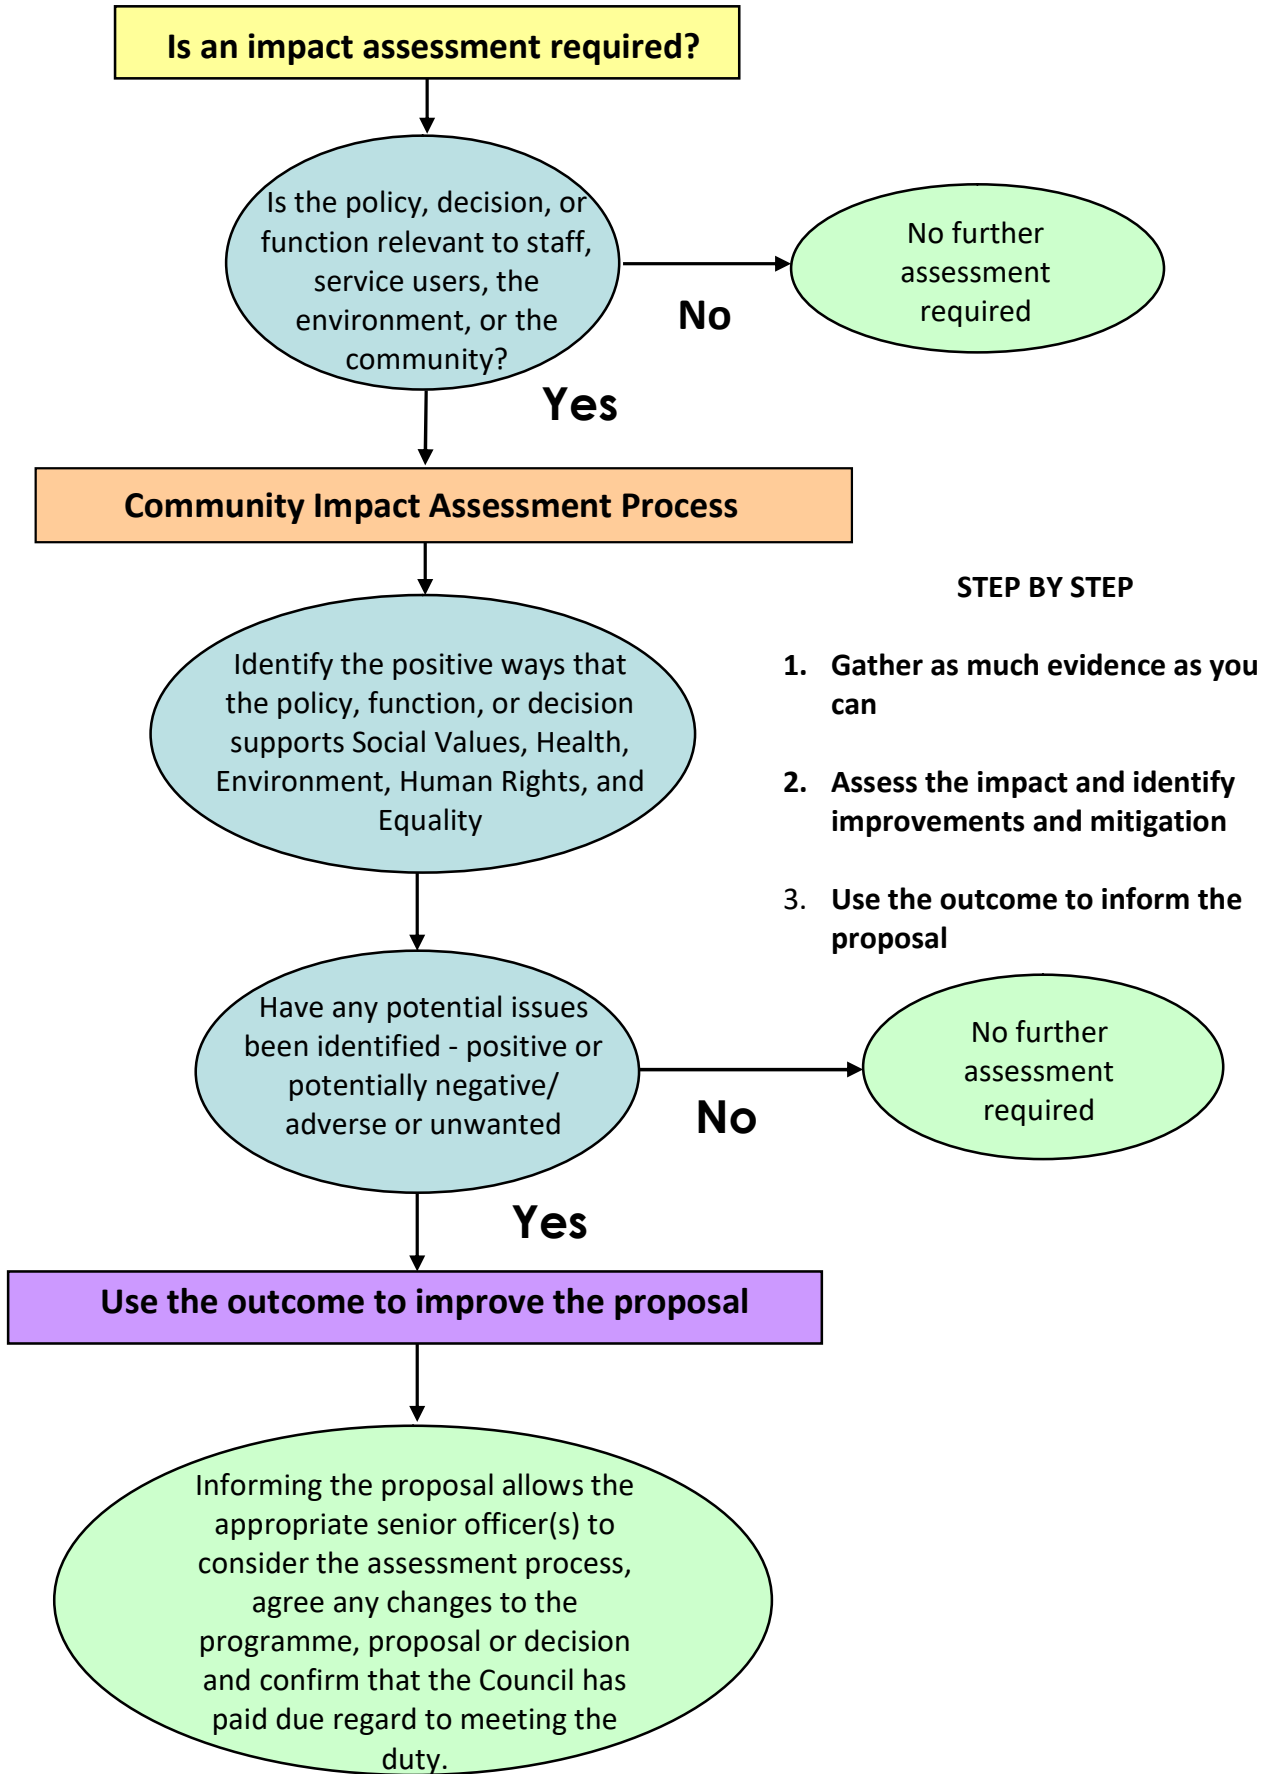 Is an impact assessment required?
Is the policy, decision, or
function relevant to staff,
service users, the
environment, or the
community?
No further
assessment
required
No
Yes
Community Impact Assessment Process
STEP BY STEP
1. Gather as much evidence as you
can
2. Assess the impact and identify
improvements and mitigation
3. Use the outcome to inform the
proposal
Identify the positive ways that
the policy, function, or decision
supports Social Values, Health,
Environment, Human Rights, and
Equality
Have any potential issues
been identified - positive or
potentially negative/
adverse or unwanted
No further
assessment
required
No
Yes
Use the outcome to improve the proposal
Informing the proposal allows the
appropriate senior officer(s) to
consider the assessment process,
agree any changes to the
programme, proposal or decision
and confirm that the Council has
paid due regard to meeting the
duty.